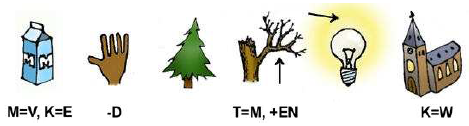 M M
M=V, K=E -D T=M, +EN K=W